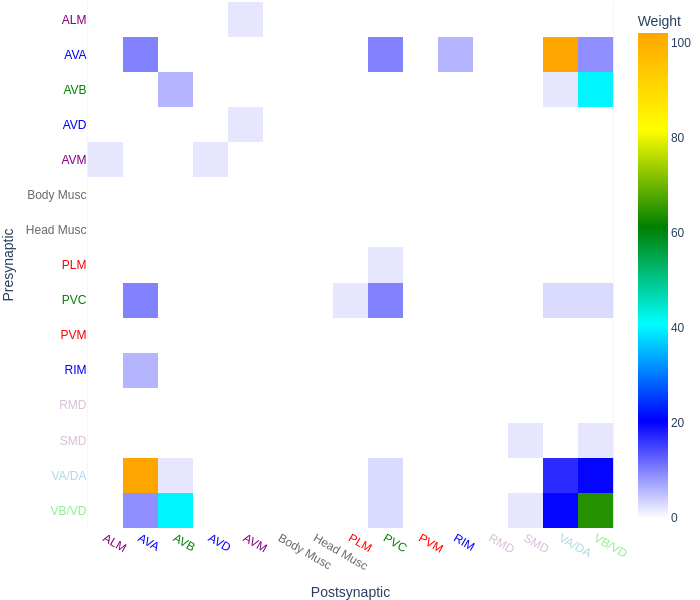 Weight
ALM
AVA
AVB
AVD
AVM
Body Musc
Head Musc
PLM
PVC
PVM
RIM
RMD
SMD
VA/DA
VB/VD
Presynaptic
100
80
60
40
20
0
ALM
AVA
AVB
AVD
AVM
Body Musc
Head Musc
PLM
PVC
PVM
RIM
RMD
SMD
VA/DA
VB/VD
Postsynaptic